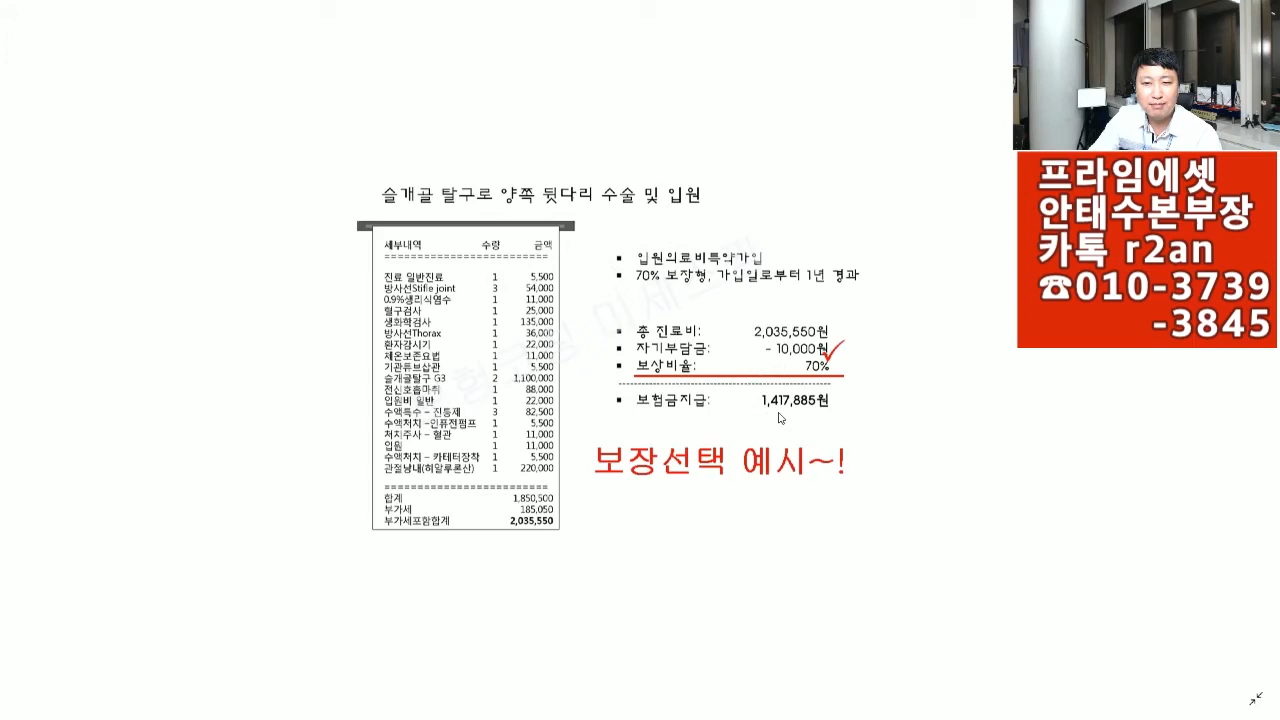 슬개골 탈구로 양쪽 뒷다리 수술 및 입원
세부내역 수량 금액
=========================
진료 일반진료 1 5,500
방사선Stifle joint 3 54,000
0.9%생리식염수 1 11,000
혈구검사 1 25,000
생화학검사 1 135,000
방사선Thorax 1 36,000
환자감시기 1 22,000
체온보존요법 1 11,000
기관튜브삽관 1 5,500
슬개골탈구 G3 2 1,100,000
전신호흡마취 1 88,000
입원비 일반 1 22,000
수액특수 - 진통제 3 82,500
수액처치 -인퓨전펌프 1 5,500
처치주사 - 혈관 1 11,000
입원 1 11,000
수액처치 - 카테터장착 1 5,500
관절낭내(히알루론산) 1 220,000
=========================
합계 1,850,500
부가세 185,050
부가세포함합계 2,035,550
▪ 입원의료비특약가입
▪ 70% 보장형, 가입일로부터 1년 경과
▪ 총 진료비: 2,035,550원
▪ 자기부담금: - 10,000원
▪ 보상비율: 70%
▪ 보험금지급: 1,417,885원
보장선택 예시~!
프라임에셋
안태수본부장
카톡 r2an
☎010-3739
-3845